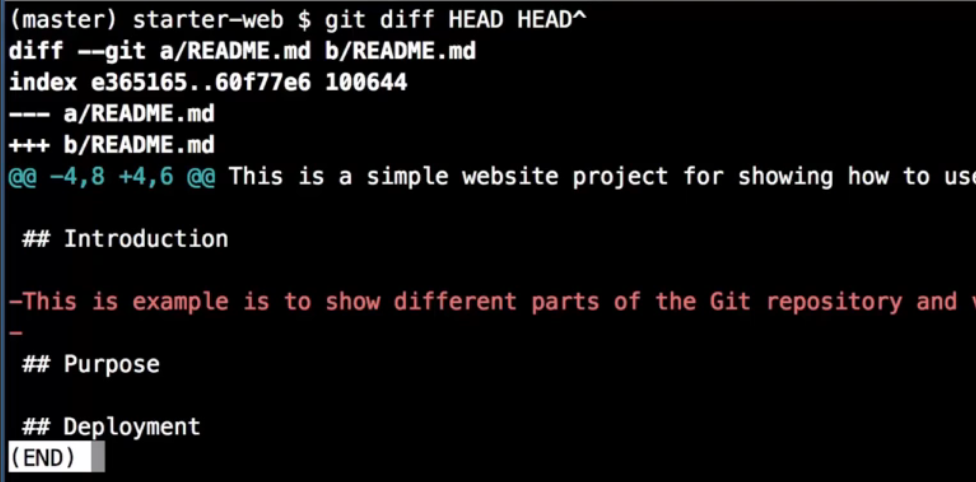 (master) starter-web $ git diff HEAD HEAD^
diff --git a/README.md b/README.md
index e365165..60f77e6 100644
--- a/README.md
+++ b/README.md
@@ -4,8 +4,6 @@ This is a simple website project for showing how to use
## Introduction
-This is example is to show different parts of the Git repository and
-
## Purpose
## Deployment
(END)